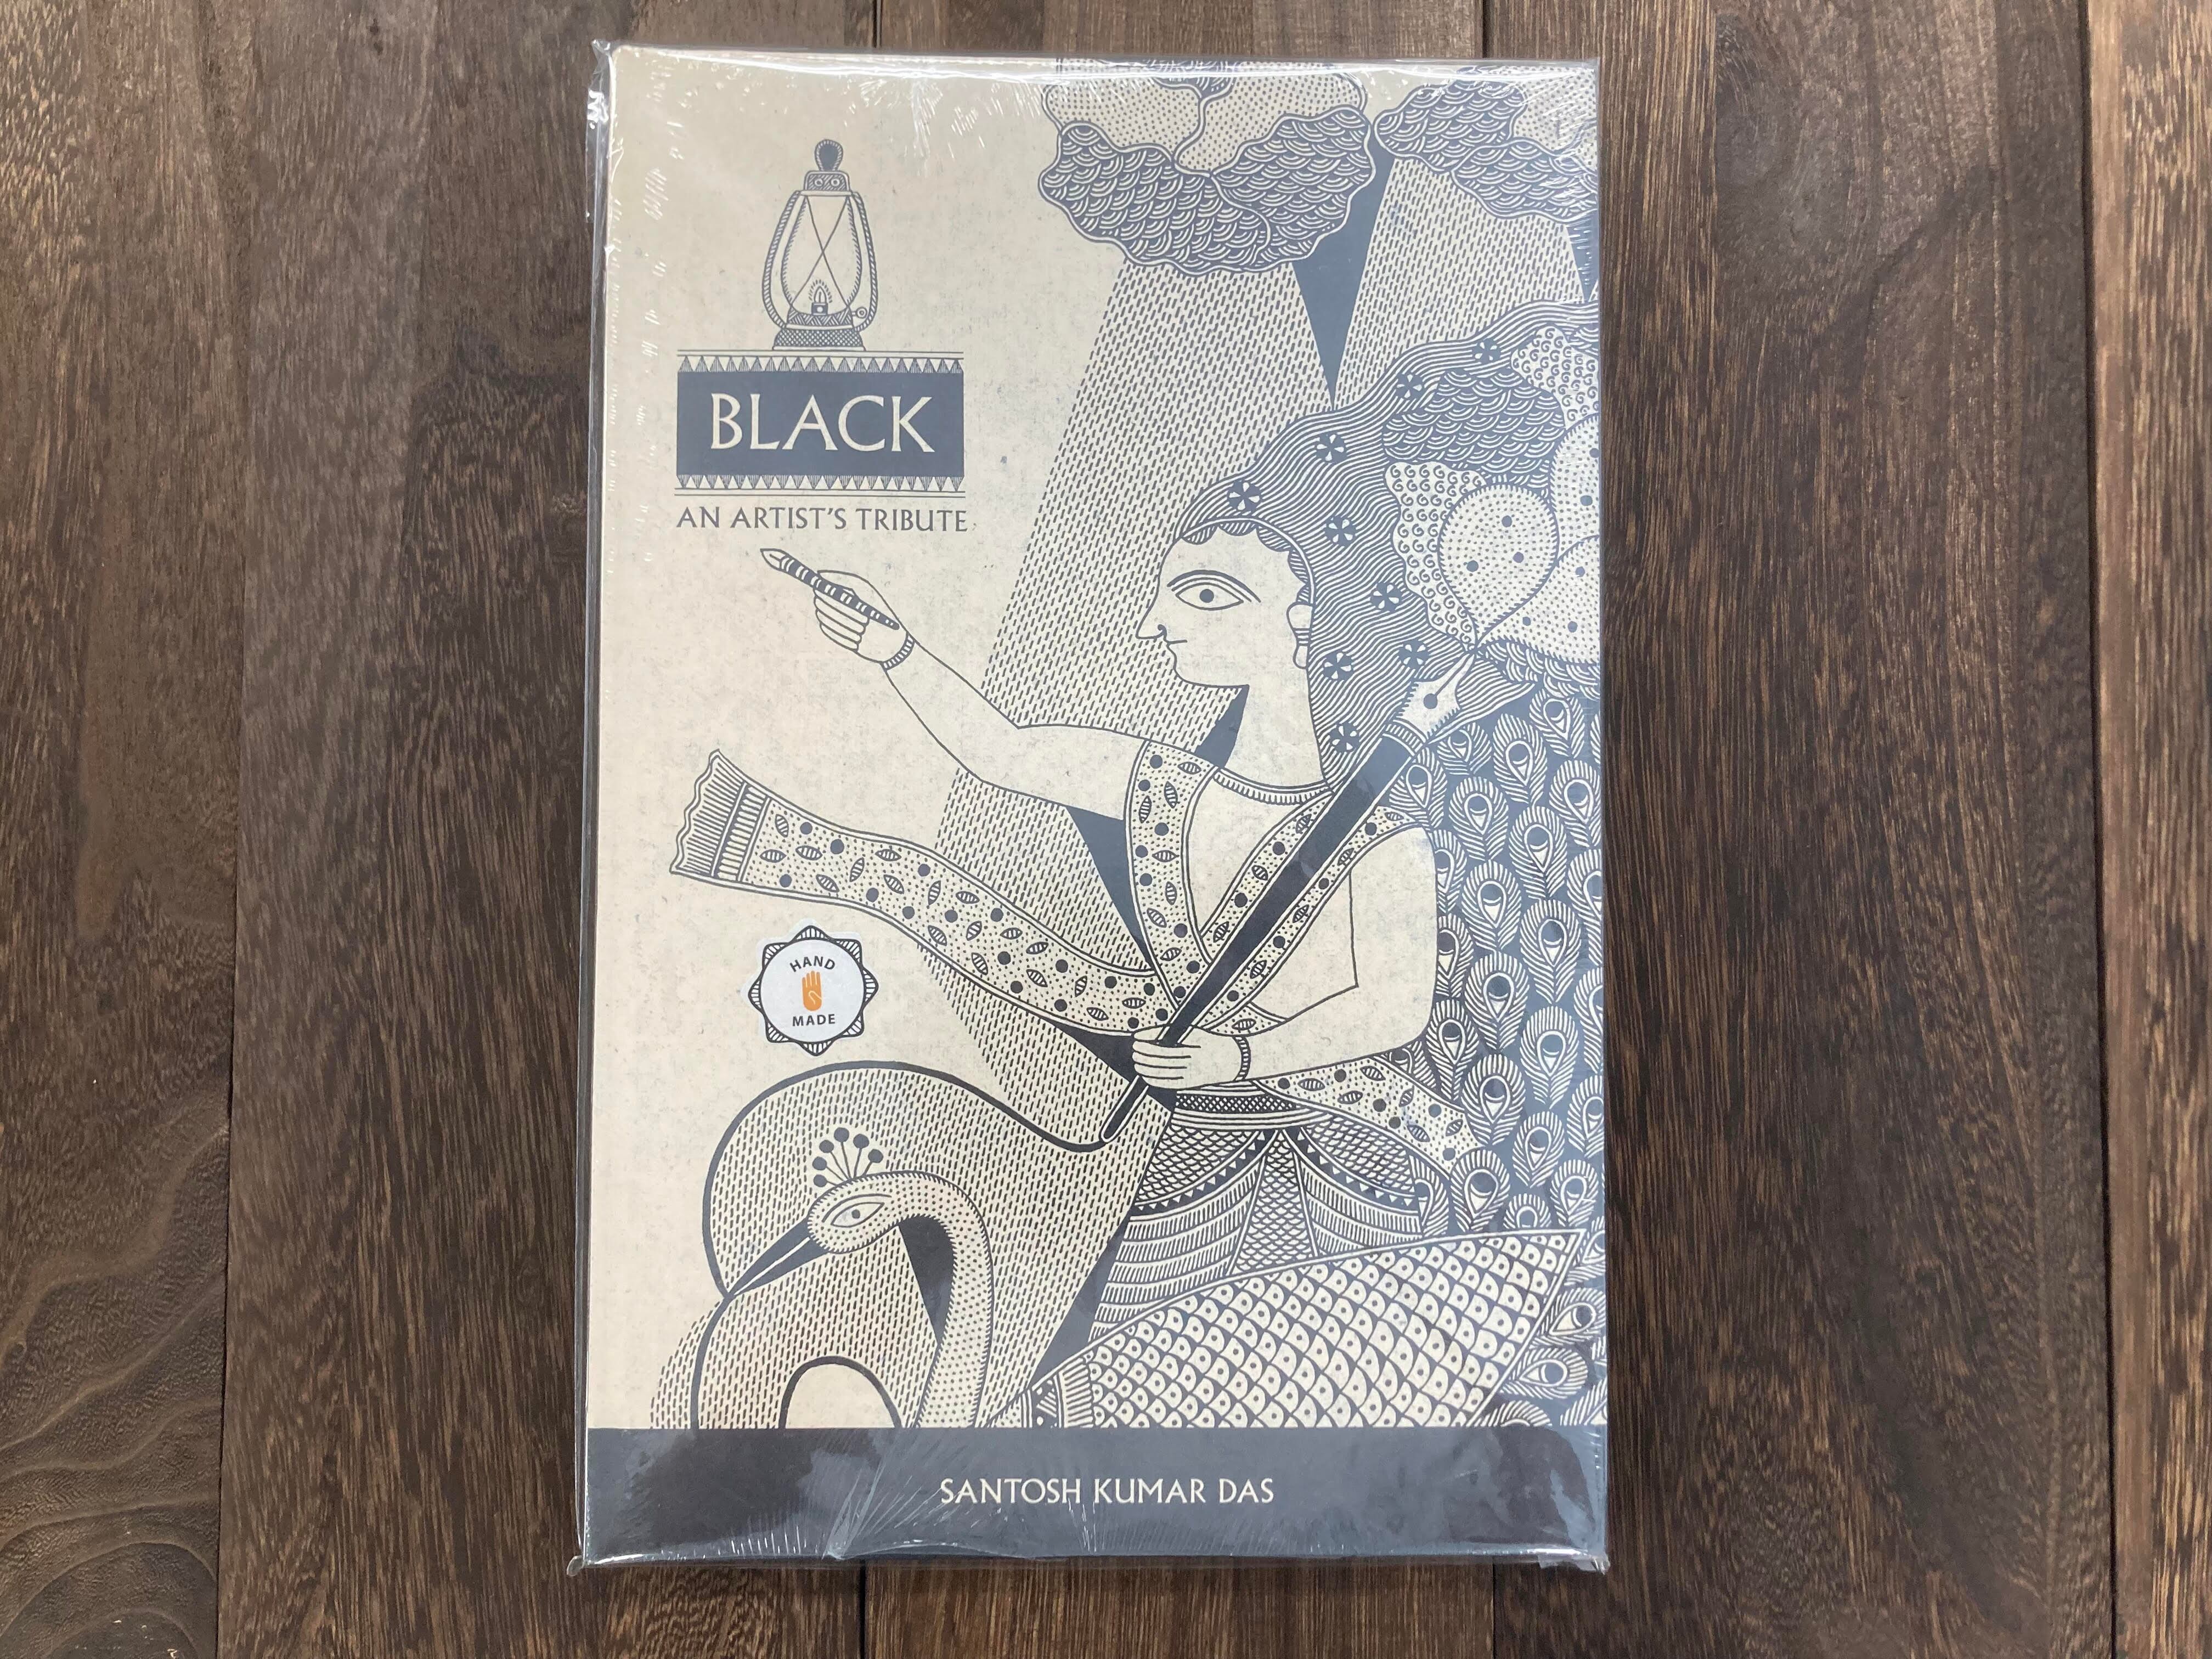 BLACK
AN ARTIST'S TRIBUTE
HAND
MADE
SANTOSH KUMAR DAS